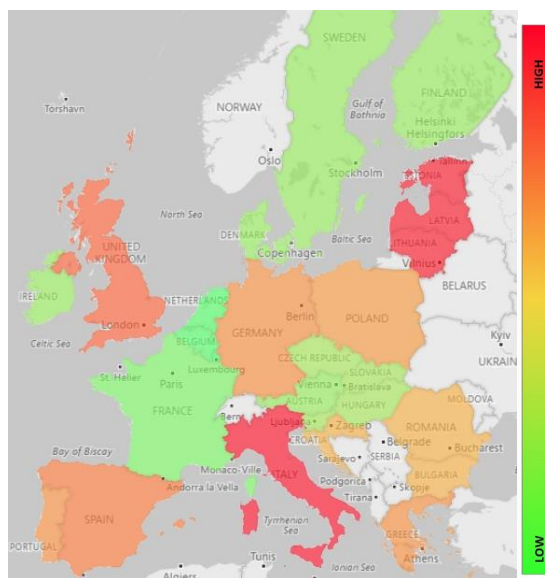 SWEDEN
FINLAND
NORWAY
Torshavn
Gulf of
Bothnia
Helsinki
Helsingfors
Oslo
Stockholm
Tallinn
ESTONIA
North Sea
LATVIA
UNITED
KINGDOM
DENMARK
Copenhagen
Baltic Sea
LITHUANIA
Vilnius
IRELAND
BELARUS
NETHERLANDS
London
Berlin
GERMANY
POLAND
Celtic Sea
BELGIUM
Kyiv
UKRAIN
Luxembourg
CZECH REPUBLIC
St. Helier
Paris
SLOVAKIA
Vienna
Bratislava
AUSTRIA
HUNGARY
MOLDOVA
FRANCE
Bern
Ljubljana
Zagreb
CROATIA
ROMANIA
Bay of Biscay
Belgrade
Bucharest
Monaco-Ville
Sarajevo
SERBIA
ITALY
Podgorica
BULGARIA
Andorra la Vella
Skopje
Tirana
SPAIN
Tyrrhenian
Sea
PORTUGAL
GREECE
Athens
Algiers
Tunis
Ionian Sea
HIGH
LOW